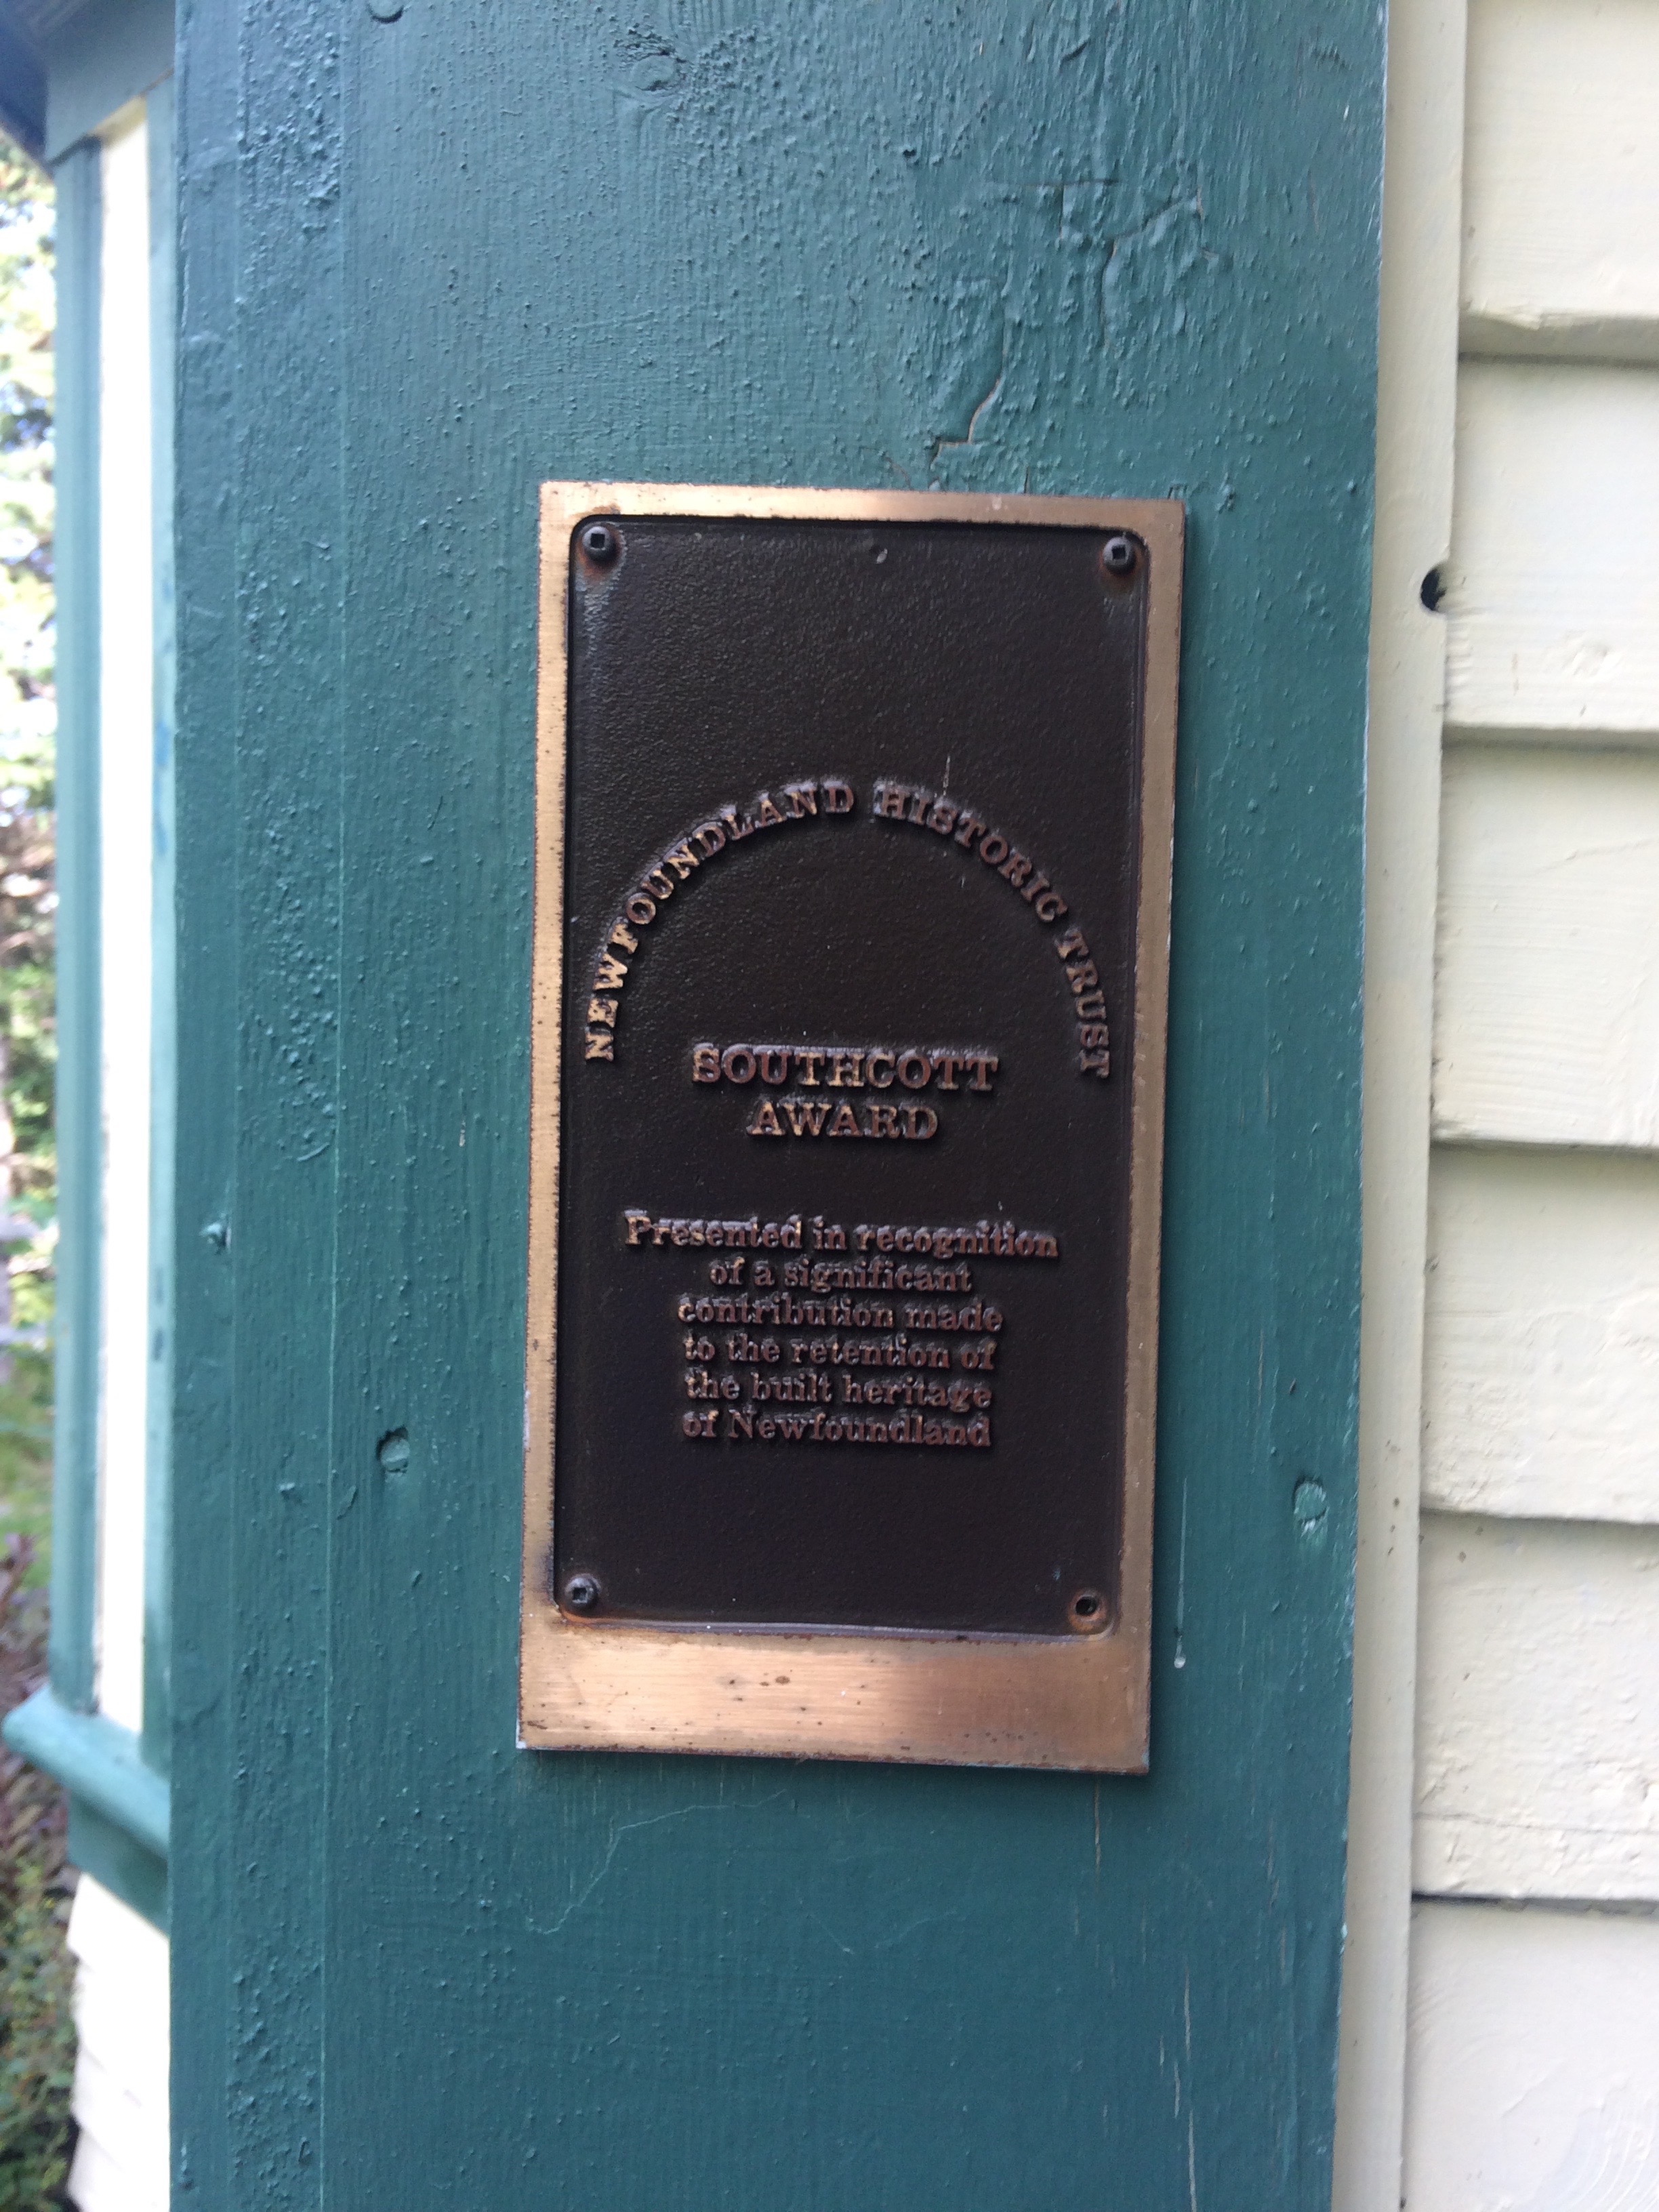 NEWFOUNDLAND HISTORIC TRUST
SOUTHCOTT
AWARD
Presented in recognition
of a significant
contribution made
to the retention of
the built heritage
of Newfoundland